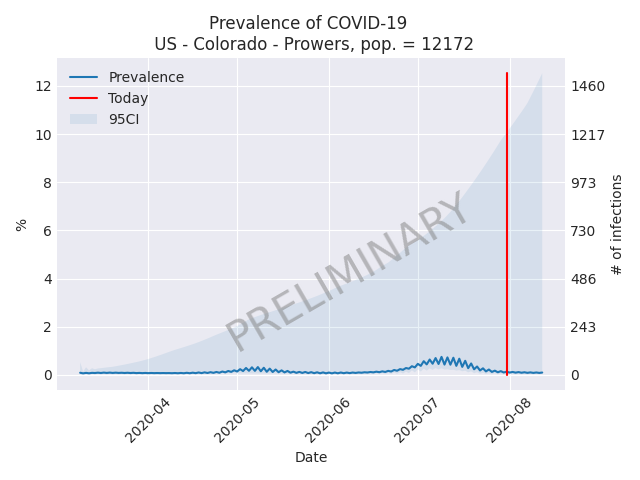 Prevalence of COVID-19
US - Colorado - Prowers, pop. = 12172
Prevalence
Today
95CI
12
10
8
6
4
2
0
%
1460
1217
973
730
486
243
0
# of infections
PRELIMINARY
2020-04
2020-05
2020-06
2020-07
2020-08
Date